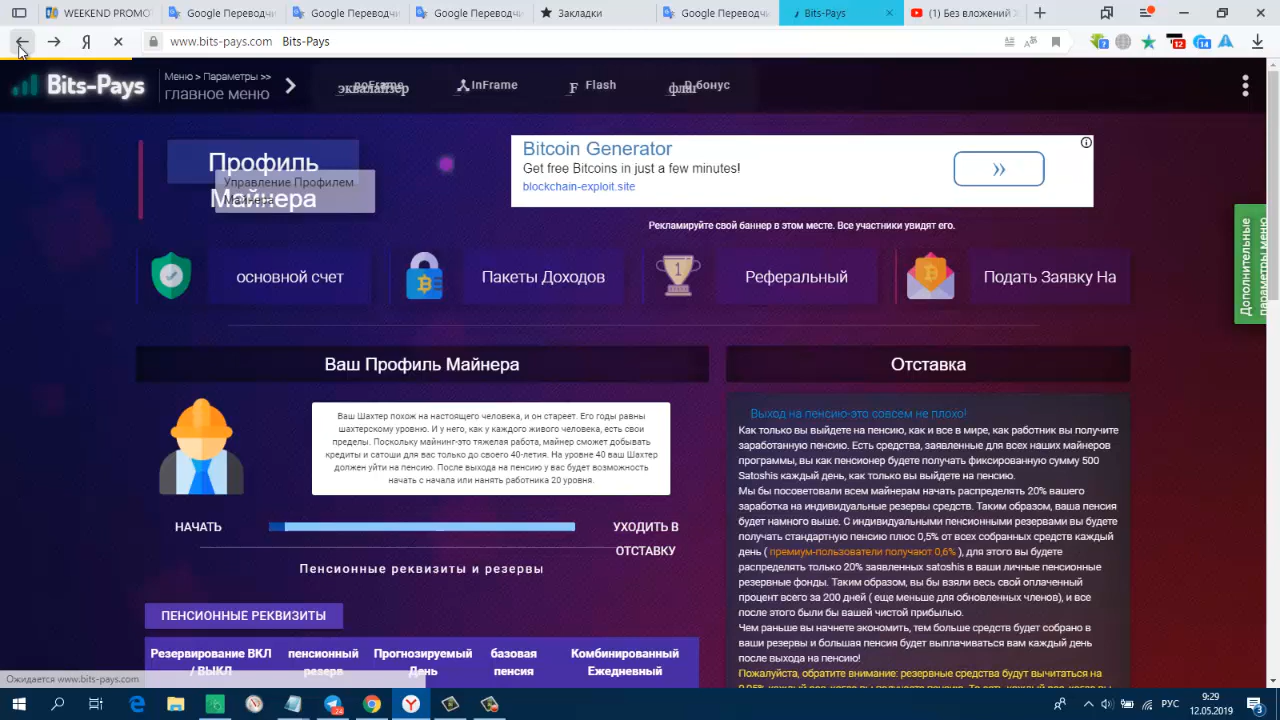 WEEKEND PROMO
Google Переводч
Google Переводч
Google Переводч
Закладки
Google Переводч
Bits-Pays
(1) Без вложений
www.bits-pays.com Bits-Pays
7
12
14
Bits-Pays
Меню > Параметры >>
главное меню
noFrame
эквалайзер
InFrame
F Flash
флаг
D бонус
Профиль
Майнера
Управление Профилем
Майнера
Bitcoin Generator
Get free Bitcoins in just a few minutes!
blockchain-exploit.site
Рекламируйте свой баннер в этом месте. Все участники увидят его.
Дополнительные
параметры меню
основной счет
Пакеты Доходов
1
Реферальный
Подать Заявку На
Ваш Профиль Майнера
Ваш Шахтер похож на настоящего человека, и он стареет. Его годы равны
шахтерскому уровню. И у него, как у каждого живого человека, есть свои
пределы. Поскольку майнинг-это тяжелая работа, майнер сможет добывать
кредиты и сатоши для вас только до своего 40-летия. На уровне 40 ваш Шахтер
должен уйти на пенсию. После выхода на пенсию у вас будет возможность
начать с начала или нанять работника 20 уровня.
НАЧАТЬ
УХОДИТЬ В
ОТСТАВКУ
Пенсионные реквизиты и резервы
ПЕНСИОННЫЕ РЕКВИЗИТЫ
Резервирование ВКЛ
/ ВЫКЛ
пенсионный
резерв
Прогнозируемый
День
базовая
пенсия
Комбинированный
Ежедневный
Отставка
Выход на пенсию-это совсем не плохо!
Как только вы выйдете на пенсию, как и все в мире, как работник вы получите
заработанную пенсию. Есть средства, заявленные для всех наших майнеров
программы, вы как пенсионер будете получать фиксированную сумму 500
Satoshis каждый день, как только вы выйдете на пенсию.
Мы бы посоветовали всем майнерам начать распределять 20% вашего
заработка на индивидуальные резервы средств. Таким образом, ваша пенсия
будет намного выше. С индивидуальными пенсионными резервами вы будете
получать стандартную пенсию плюс 0,5% от всех собранных средств каждый
день ( премиум-пользователи получают 0,6% ), для этого вы будете
распределять только 20% заявленных satoshis в ваши личные пенсионные
резервные фонды. Таким образом, вы бы взяли весь свой оплаченный
процент всего за 200 дней ( еще меньше для обновленных членов), и все
после этого были бы вашей чистой прибылью.
Чем раньше вы начнете экономить, тем больше средств будет собрано в
ваши резервы и большая пенсия будет выплачиваться вам каждый день
после выхода на пенсию!
Пожалуйста, обратите внимание: резервные средства будут вычитаться на
Ожидается www.bits-pays.com
РУС
9:29
12.05.2019
3